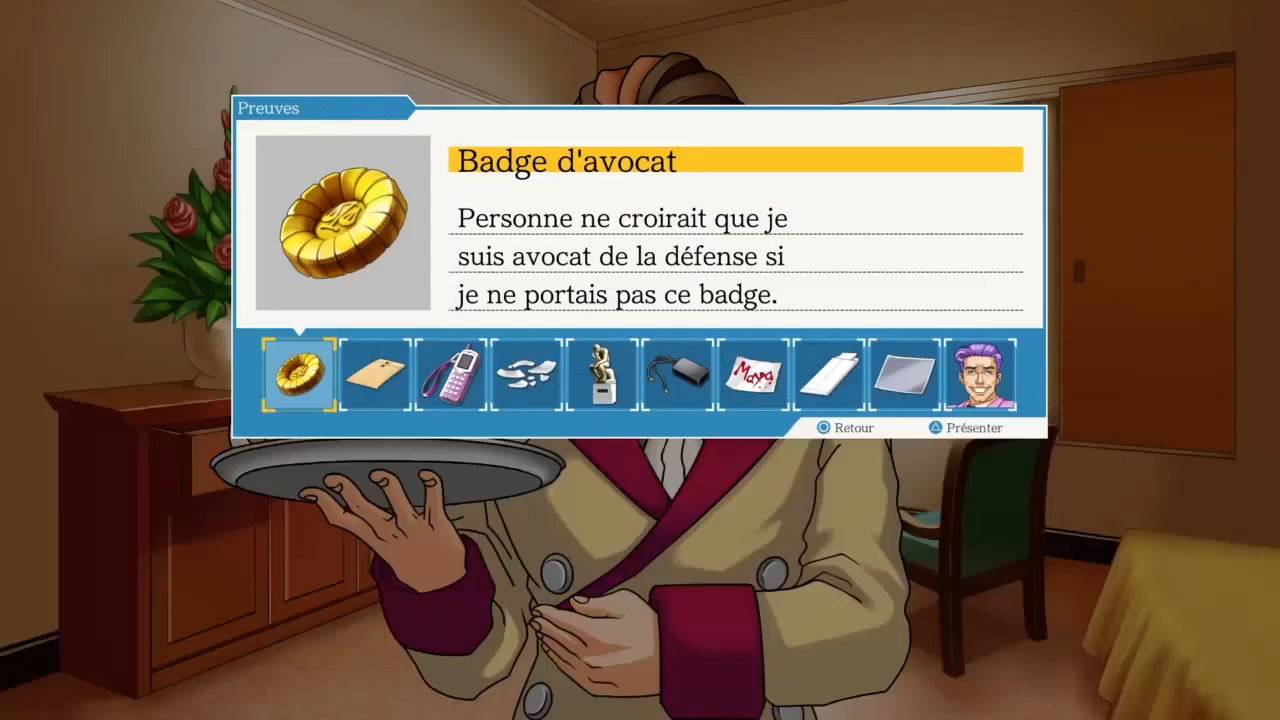 Preuves
Badge d'avocat
Personne ne croirait que je
suis avocat de la défense si
je ne portais pas ce badge.
Maya
Retour
Présenter